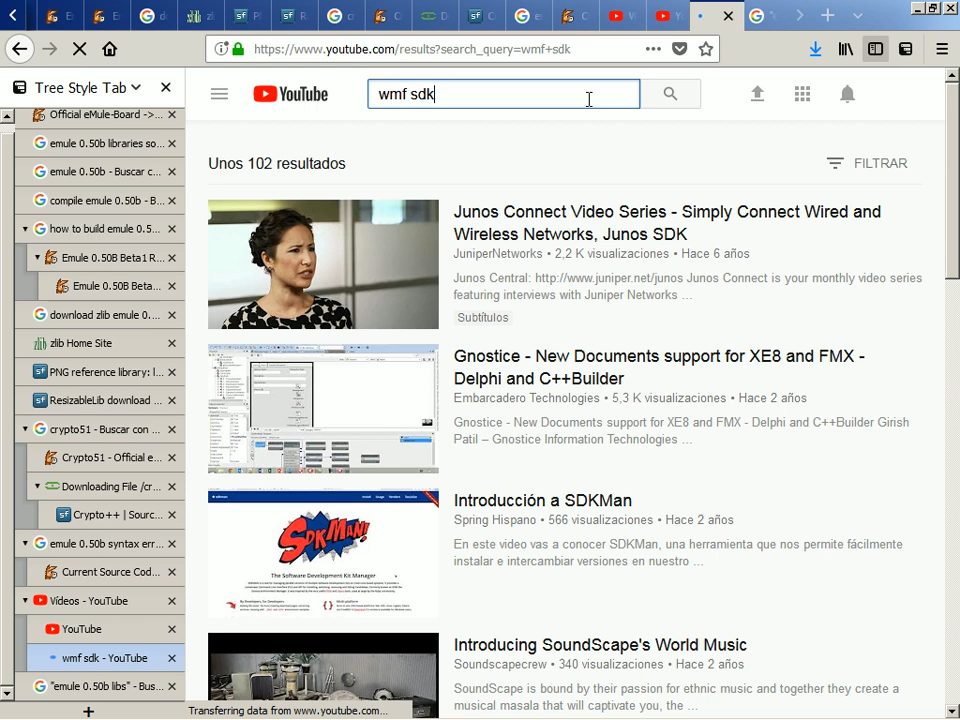 https://www.youtube.com/results?search_query=wmf+sdk
Tree Style Tab
YouTube
wmf sdk
Official eMule-Board ->...
emule 0.50b libraries so...
emule 0.50b - Buscar c...
compile emule 0.50b - B...
how to build emule 0.5...
Emule 0.50B Beta1 R...
Emule 0.50B Beta...
download zlib emule 0....
zlib Home Site
PNG reference library: l...
ResizableLib download ...
crypto51 - Buscar con ...
Crypto51 - Official e...
Downloading File /cr...
Crypto++ | Sourc...
emule 0.50b syntax err...
Current Source Cod...
Vídeos - YouTube
YouTube
wmf sdk - YouTube
"emule 0.50b libs" - Bus...
Unos 102 resultados
FILTRAR
Junos Connect Video Series - Simply Connect Wired and
Wireless Networks, Junos SDK
JuniperNetworks • 2,2 K visualizaciones • Hace 6 años
Junos Central: http://www.juniper.net/junos Junos Connect is your monthly video series
featuring interviews with Juniper Networks ...
Subtítulos
Gnostice - New Documents support for XE8 and FMX -
Delphi and C++Builder
Embarcadero Technologies • 5,3 K visualizaciones • Hace 2 años
Gnostice - New Documents support for XE8 and FMX - Delphi and C++Builder Girish
Patil – Gnostice Information Technologies ...
SDKMAN!
The Software Development Kit Manager
Introducción a SDKMan
Spring Hispano • 566 visualizaciones • Hace 2 años
En este video vas a conocer SDKMan, una herramienta que nos permite fácilmente
instalar e intercambiar versiones en nuestro ...
Introducing SoundScape's World Music
Soundscapecrew • 340 visualizaciones • Hace 2 años
SoundScape is bound by their passion for ethnic music and together they create a
musical masala that will captivate you, the ...
Transferring data from www.youtube.com...